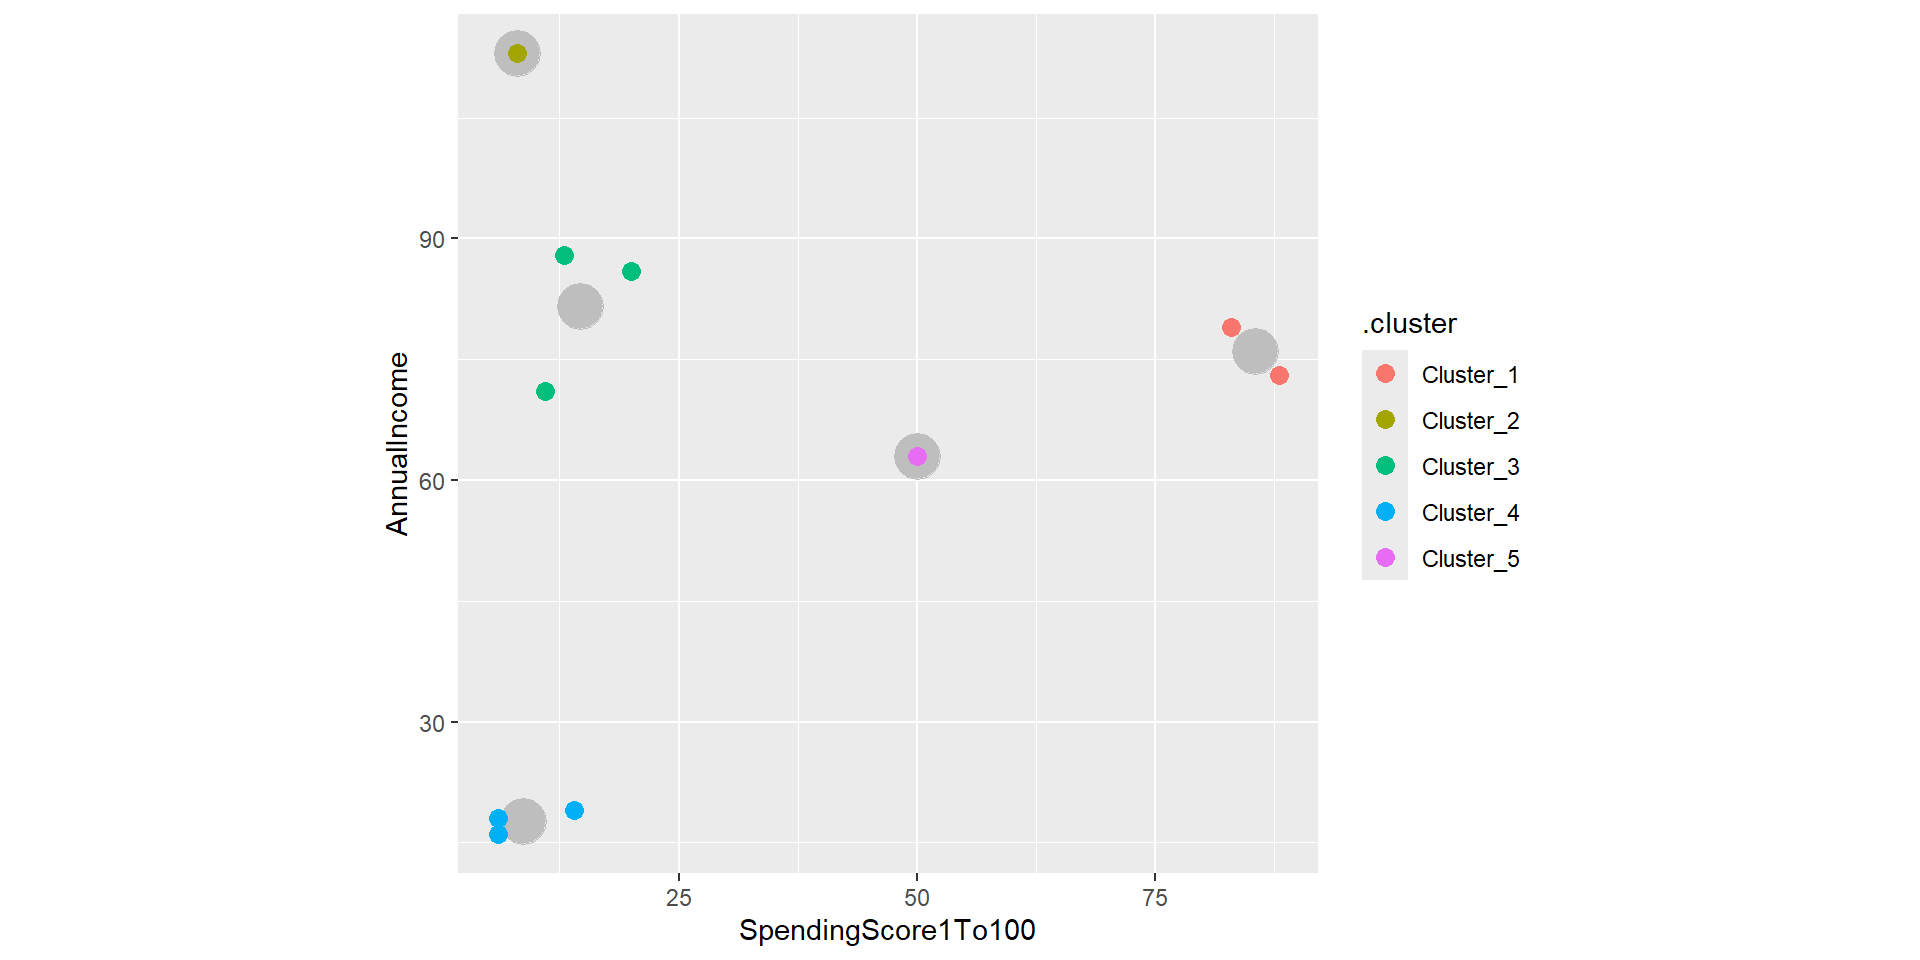 90
60
30
AnnualIncome
25 50 75
SpendingScore1To100
.cluster
Cluster_1
Cluster_2
Cluster_3
Cluster_4
Cluster_5